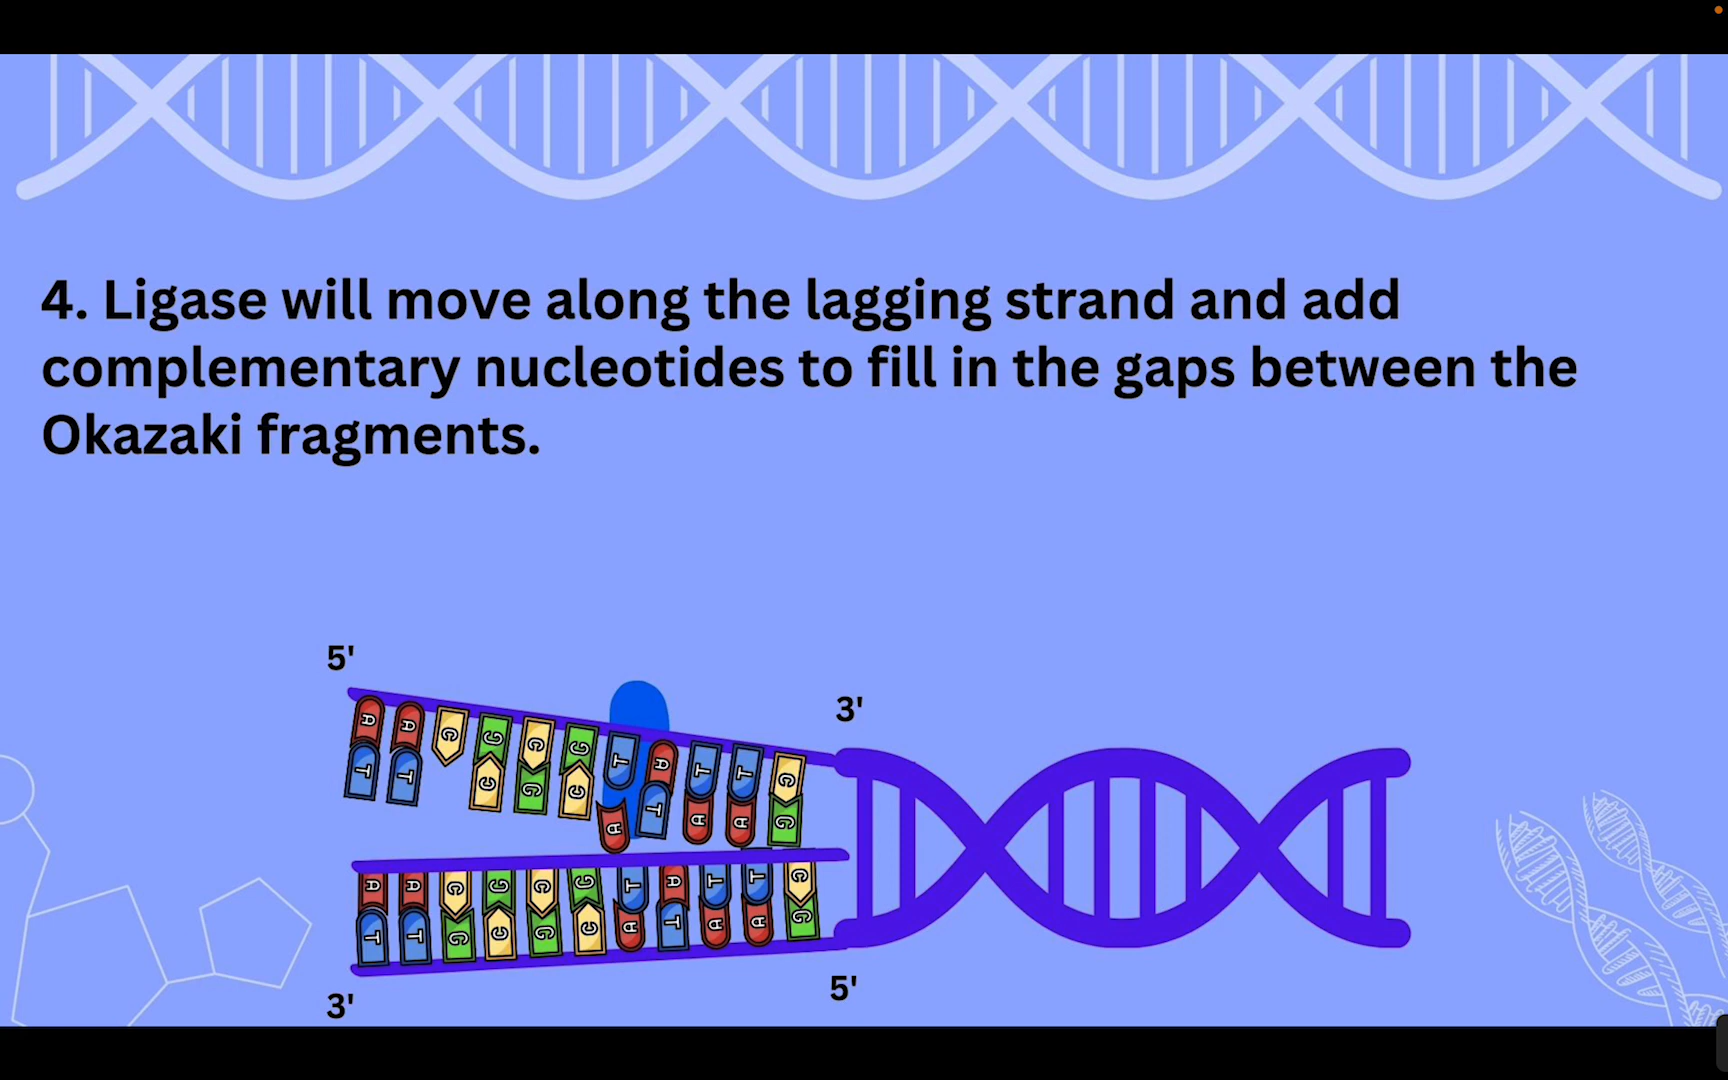 4. Ligase will move along the lagging strand and add
complementary nucleotides to fill in the gaps between the
Okazaki fragments.
5'
3'
A A C G C G T A T T C
T T C G C A T A A G
A A C G C G T A T T C
T T G C G C A T A A G
3'
5'